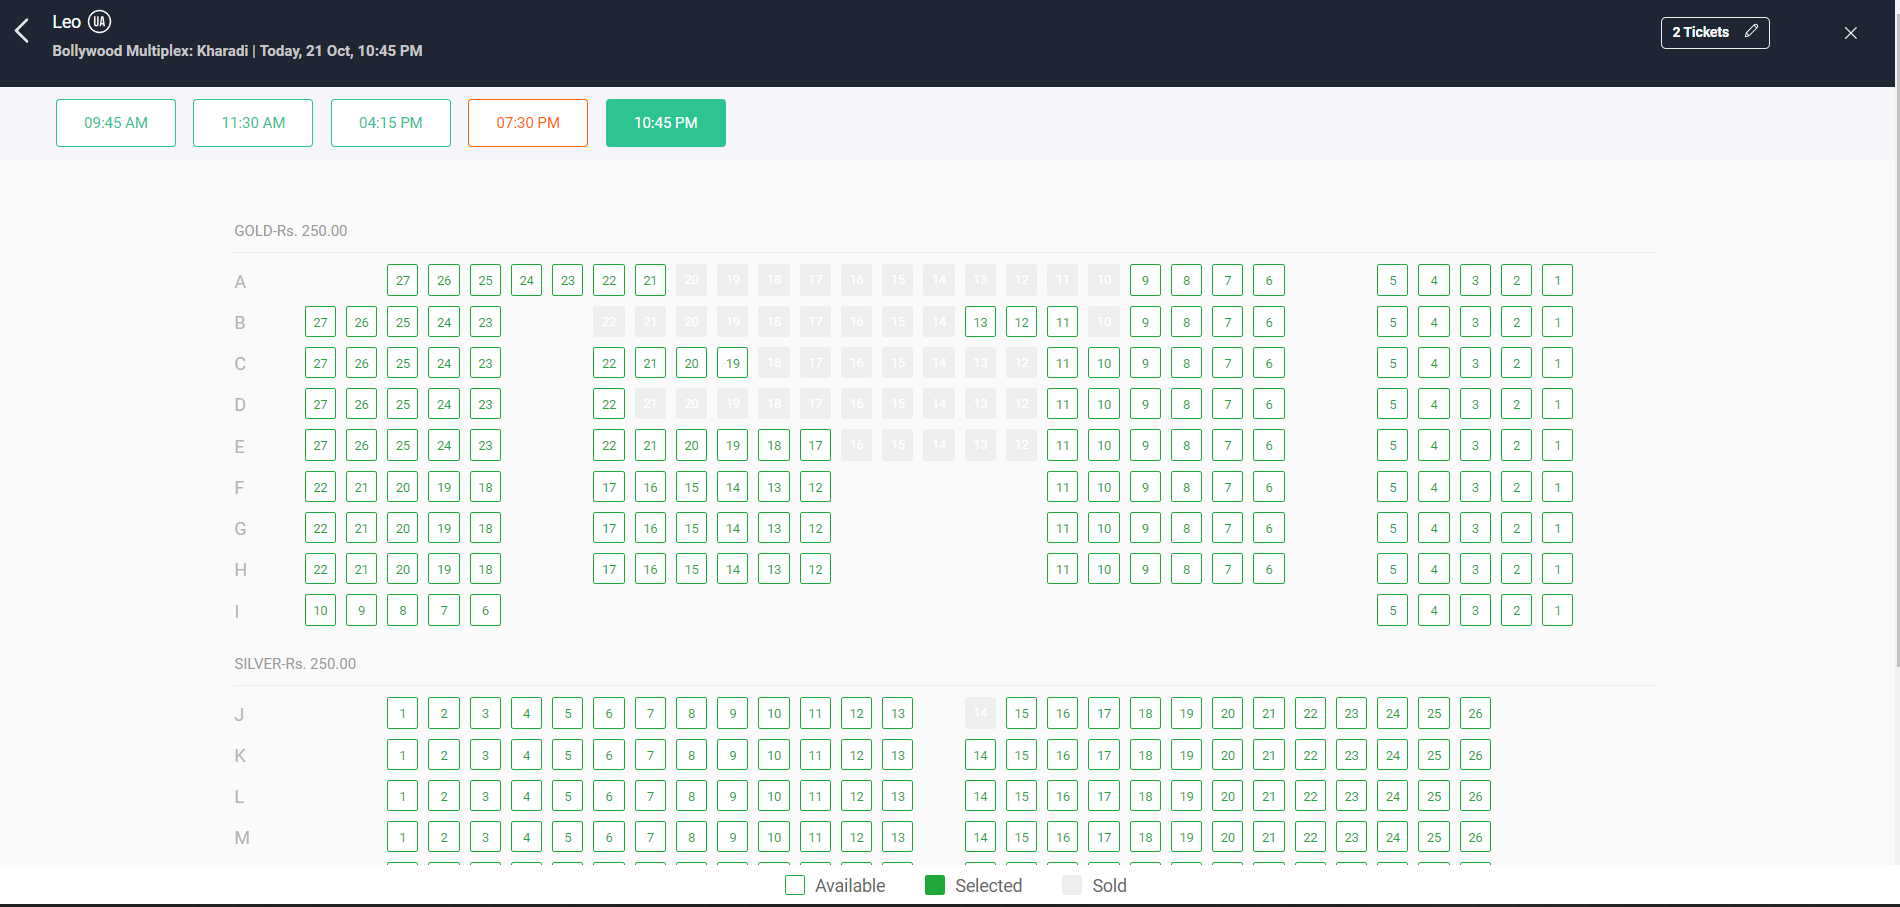 Leo UA
Bollywood Multiplex: Kharadi | Today, 21 Oct, 10:45 PM
2 Tickets
09:45 AM 11:30 AM 04:15 PM 07:30 PM 10:45 PM
GOLD-Rs. 250.00
A 27 26 25 24 23 22 21 20 19 18 17 16 15 14 13 12 11 10 9 8 7 6 5 4 3 2 1
B 27 26 25 24 23 22 21 20 19 18 17 16 15 14 13 12 11 10 9 8 7 6 5 4 3 2 1
C 27 26 25 24 23 22 21 20 19 18 17 16 15 14 13 12 11 10 9 8 7 6 5 4 3 2 1
D 27 26 25 24 23 22 21 20 19 18 17 16 15 14 13 12 11 10 9 8 7 6 5 4 3 2 1
E 27 26 25 24 23 22 21 20 19 18 17 16 15 14 13 12 11 10 9 8 7 6 5 4 3 2 1
F 22 21 20 19 18 17 16 15 14 13 12 11 10 9 8 7 6 5 4 3 2 1
G 22 21 20 19 18 17 16 15 14 13 12 11 10 9 8 7 6 5 4 3 2 1
H 22 21 20 19 18 17 16 15 14 13 12 11 10 9 8 7 6 5 4 3 2 1
I 10 9 8 7 6 5 4 3 2 1
SILVER-Rs. 250.00
J 1 2 3 4 5 6 7 8 9 10 11 12 13 14 15 16 17 18 19 20 21 22 23 24 25 26
K 1 2 3 4 5 6 7 8 9 10 11 12 13 14 15 16 17 18 19 20 21 22 23 24 25 26
L 1 2 3 4 5 6 7 8 9 10 11 12 13 14 15 16 17 18 19 20 21 22 23 24 25 26
M 1 2 3 4 5 6 7 8 9 10 11 12 13 14 15 16 17 18 19 20 21 22 23 24 25 26
Available Selected Sold